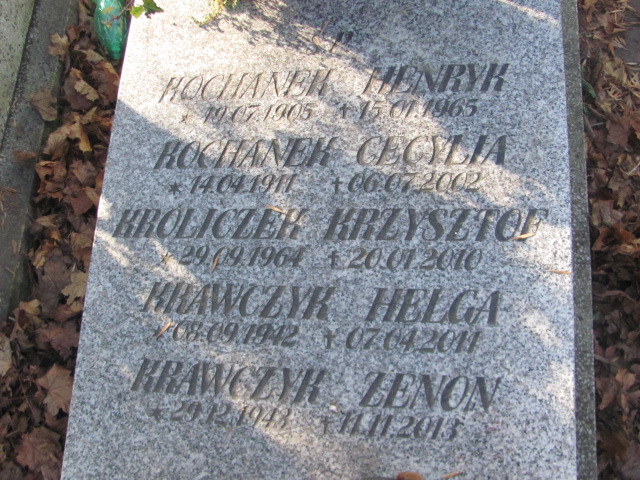 ŚP.
KOCHANEK HENRYK
* 19.07.1905 † 15.01.1965
KOCHANEK CECYLIA
* 14.04.1911 † 06.07.2002
KROLICZEK KRZYSZTOF
* 29.09.1964 † 20.01.2010
KRAWCZYK HELGA
* 08.09.1942 † 07.04.2011
KRAWCZYK ZENON
* 29.12.1943 † 11.11.2013